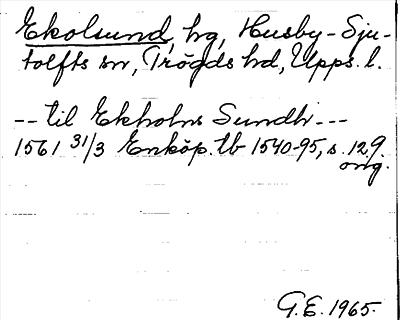 Ekolsund, hg, Husby-Sju-
tolfts sn, Trögds hd, Upps. l.
-- til Ekholms Sundh ---
1561 31/3 Enköp. tb 1540-95, s. 129.
orig.
G.E. 1965.